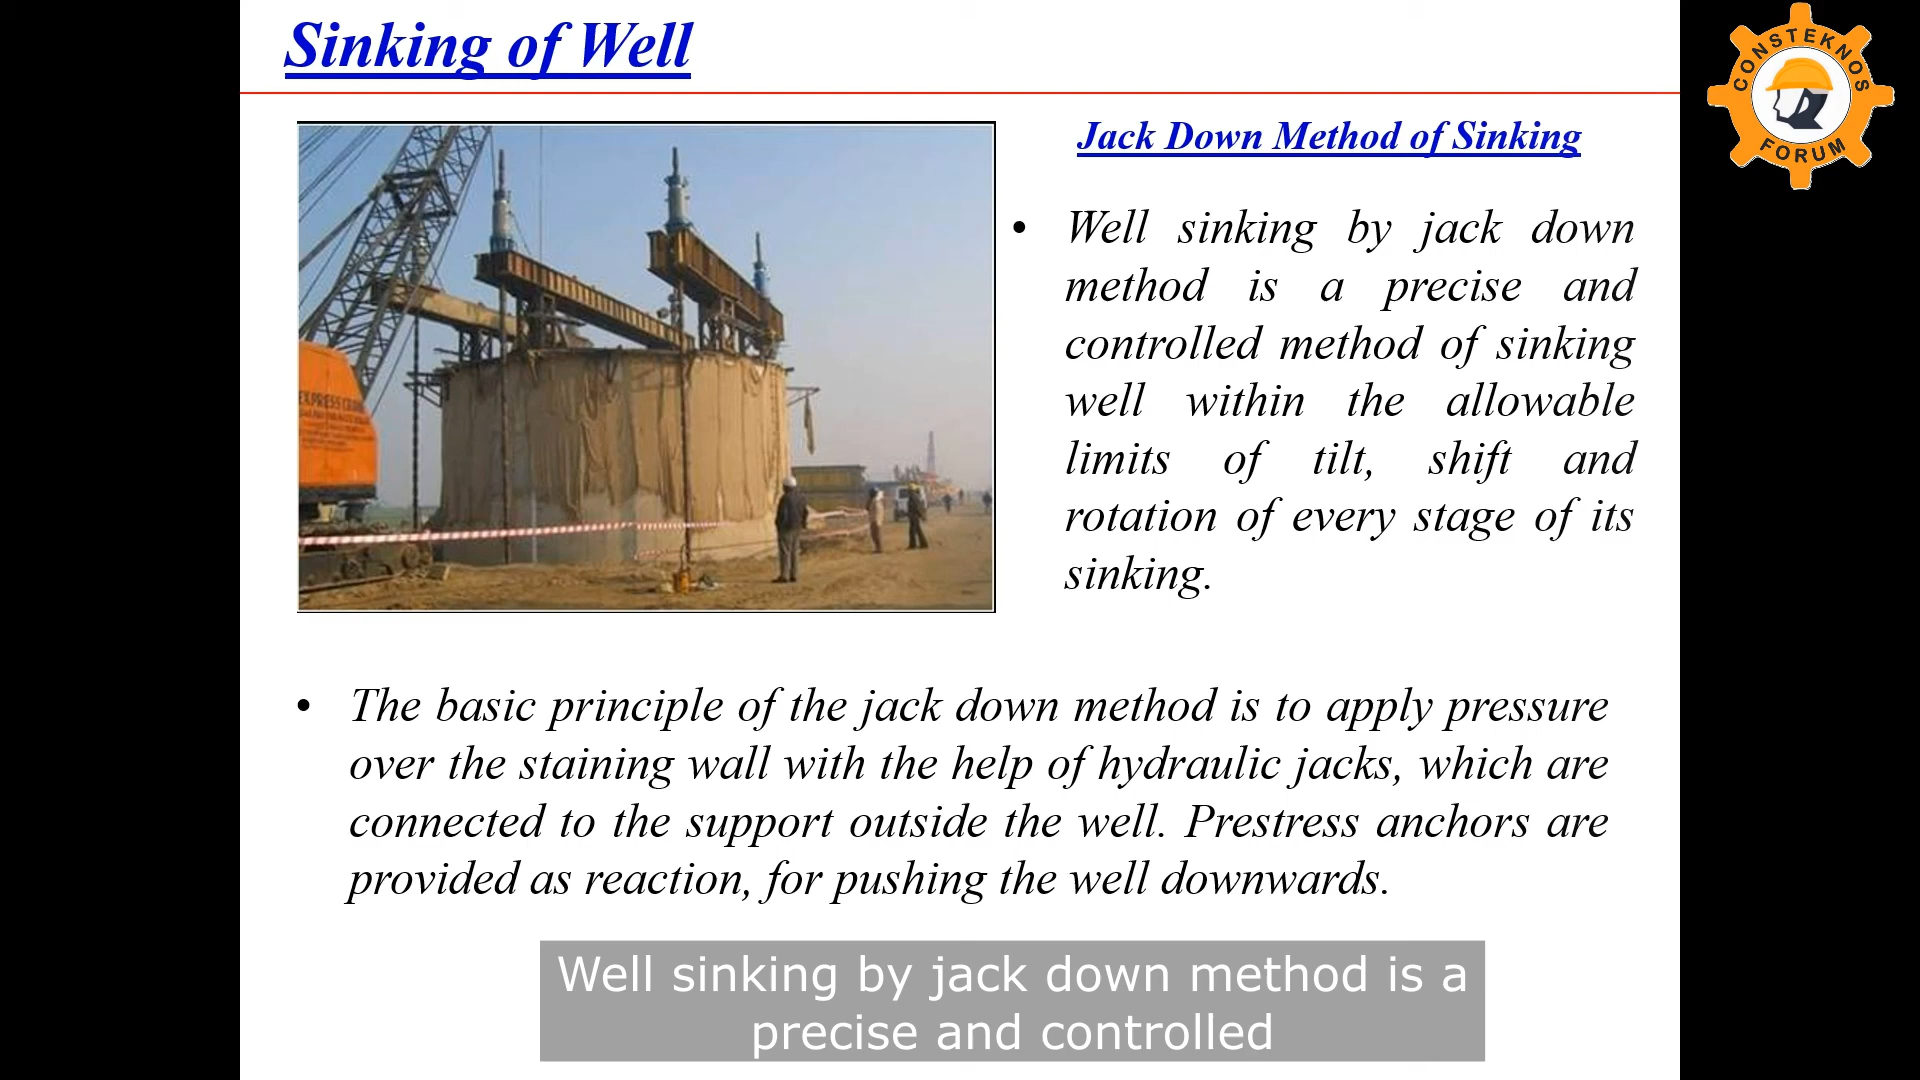 Sinking of Well
CONSTEKNOS
FORUM
Jack Down Method of Sinking
• Well sinking by jack down
method is a precise and
controlled method of sinking
well within the allowable
limits of tilt, shift and
rotation of every stage of its
sinking.
EXPRESS
• The basic principle of the jack down method is to apply pressure
over the staining wall with the help of hydraulic jacks, which are
connected to the support outside the well. Prestress anchors are
provided as reaction, for pushing the well downwards.
Well sinking by jack down method is a
precise and controlled